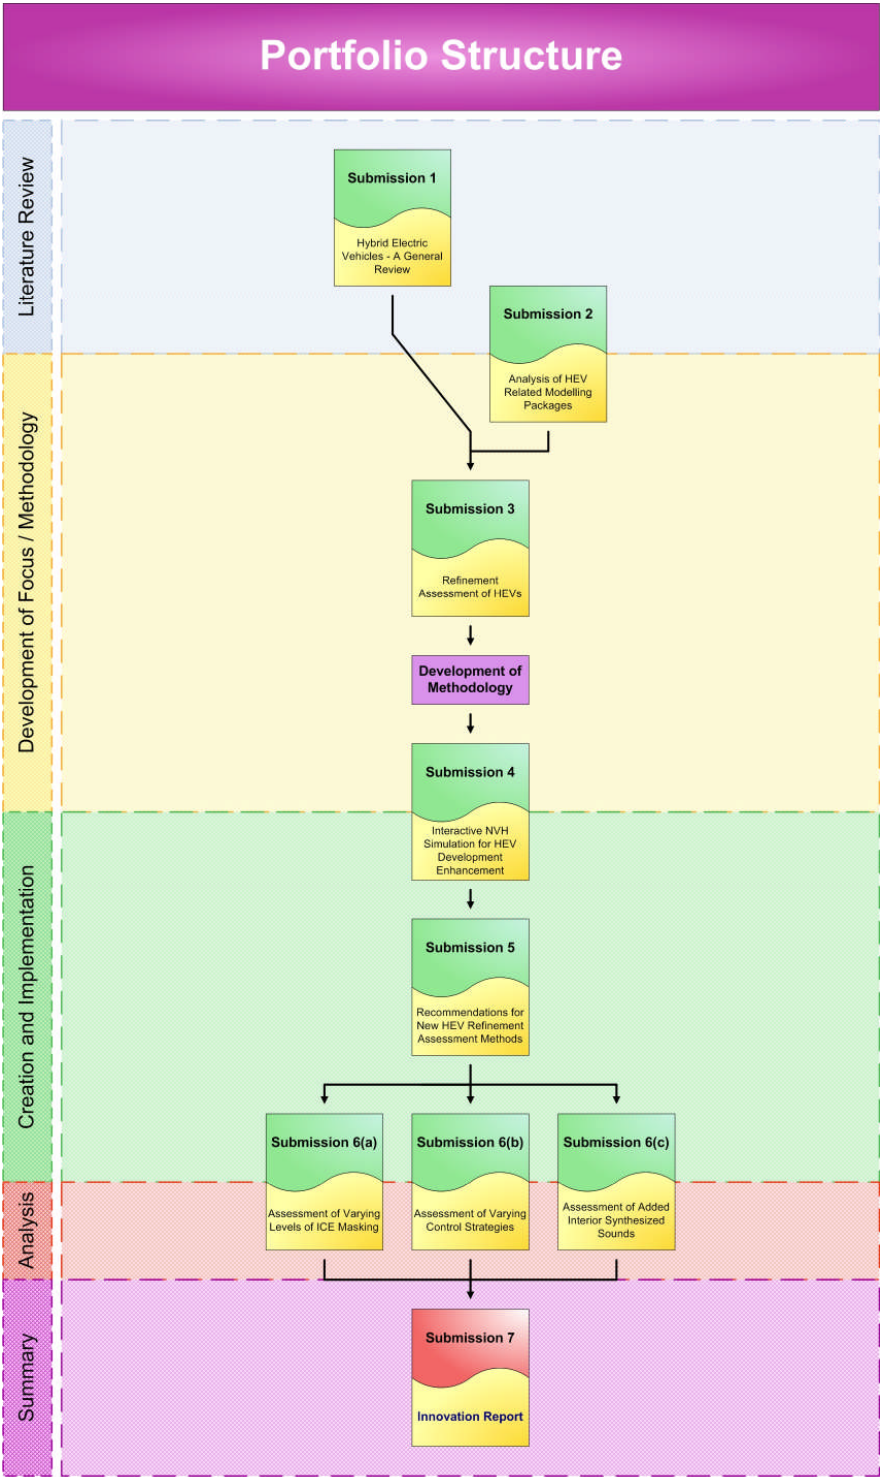 Portfolio Structure
Literature Review
Submission 1
Hybrid Electric
Vehicles - A General
Review
Submission 2
Analysis of HEV
Related Modelling
Packages
Development of Focus / Methodology
Submission 3
Refinement
Assessment of HEVs
Development of
Methodology
Submission 4
Interactive NVH
Simulation for HEV
Development
Enhancement
Creation and Implementation
Submission 5
Recommendations for
New HEV Refinement
Assessment Methods
Submission 6(a)
Assessment of Varying
Levels of ICE Masking
Submission 6(b)
Assessment of Varying
Control Strategies
Submission 6(c)
Assessment of Added
Interior Synthesized
Sounds
Analysis
Summary
Submission 7
Innovation Report